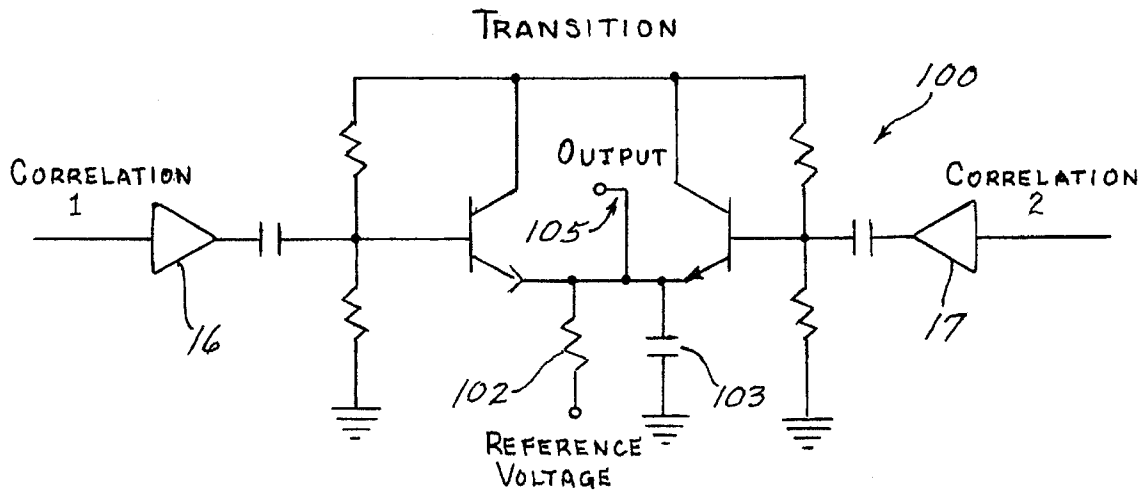 TRANSITION
100
OUTPUT
CORRELATION
1
CORRELATION
2
105
16
17
102
103
REFERENCE
VOLTAGE